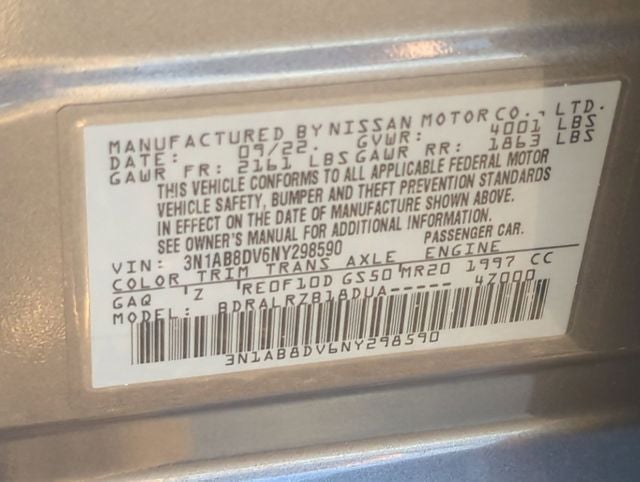 MANUFACTURED BY NISSAN MOTOR CO., LTD.
DATE: 09/22. GVWR: 4001 LBS
GAWR FR: 2161 LBS GAWR RR: 1863 LBS
THIS VEHICLE CONFORMS TO ALL APPLICABLE FEDERAL MOTOR
VEHICLE SAFETY, BUMPER AND THEFT PREVENTION STANDARDS
IN EFFECT ON THE DATE OF MANUFACTURE SHOWN ABOVE.
SEE OWNER'S MANUAL FOR ADDITIONAL INFORMATION.
VIN: 3N1AB8DV6NY298590 PASSENGER CAR.
COLOR TRIM TRANS AXLE ENGINE
GAQ 'Z 'RE0F10D GS50 MR20 1997 CC
MODEL: BDRALRZB18DUA----- 47000
3N1AB8DV6NY298590